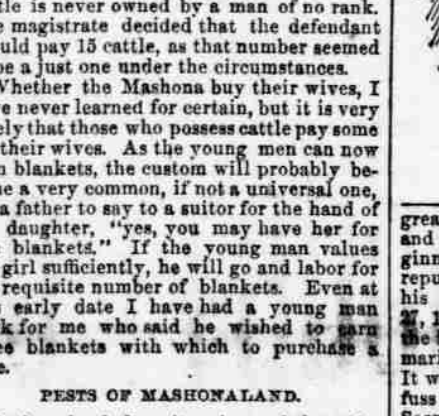 tle is never owned by a man of no rank.
e magistrate decided that the defendant
uld pay 15 cattle, as that number seemed
be a just one under the circumstances.
Whether the Mashona buy their wives, I
e never learned for certain, but it is very
ely that those who possess cattle pay some
their wives. As the young men can now
n blankets, the custom will probably be-
e a very common, if not a universal one,
a father to say to a suitor for the hand of
daughter, "yes, you may have her for
blankets." If the young man values
girl sufficiently, he will go and labor for
requisite number of blankets. Even at
early date I have had a young man
k for me who said he wished to earn
ee blankets with which to purchase a
e.
PESTS OF MASHONALAND.
grea
and
ginn
repu
his
27, 1
the
mari
It w
fuss